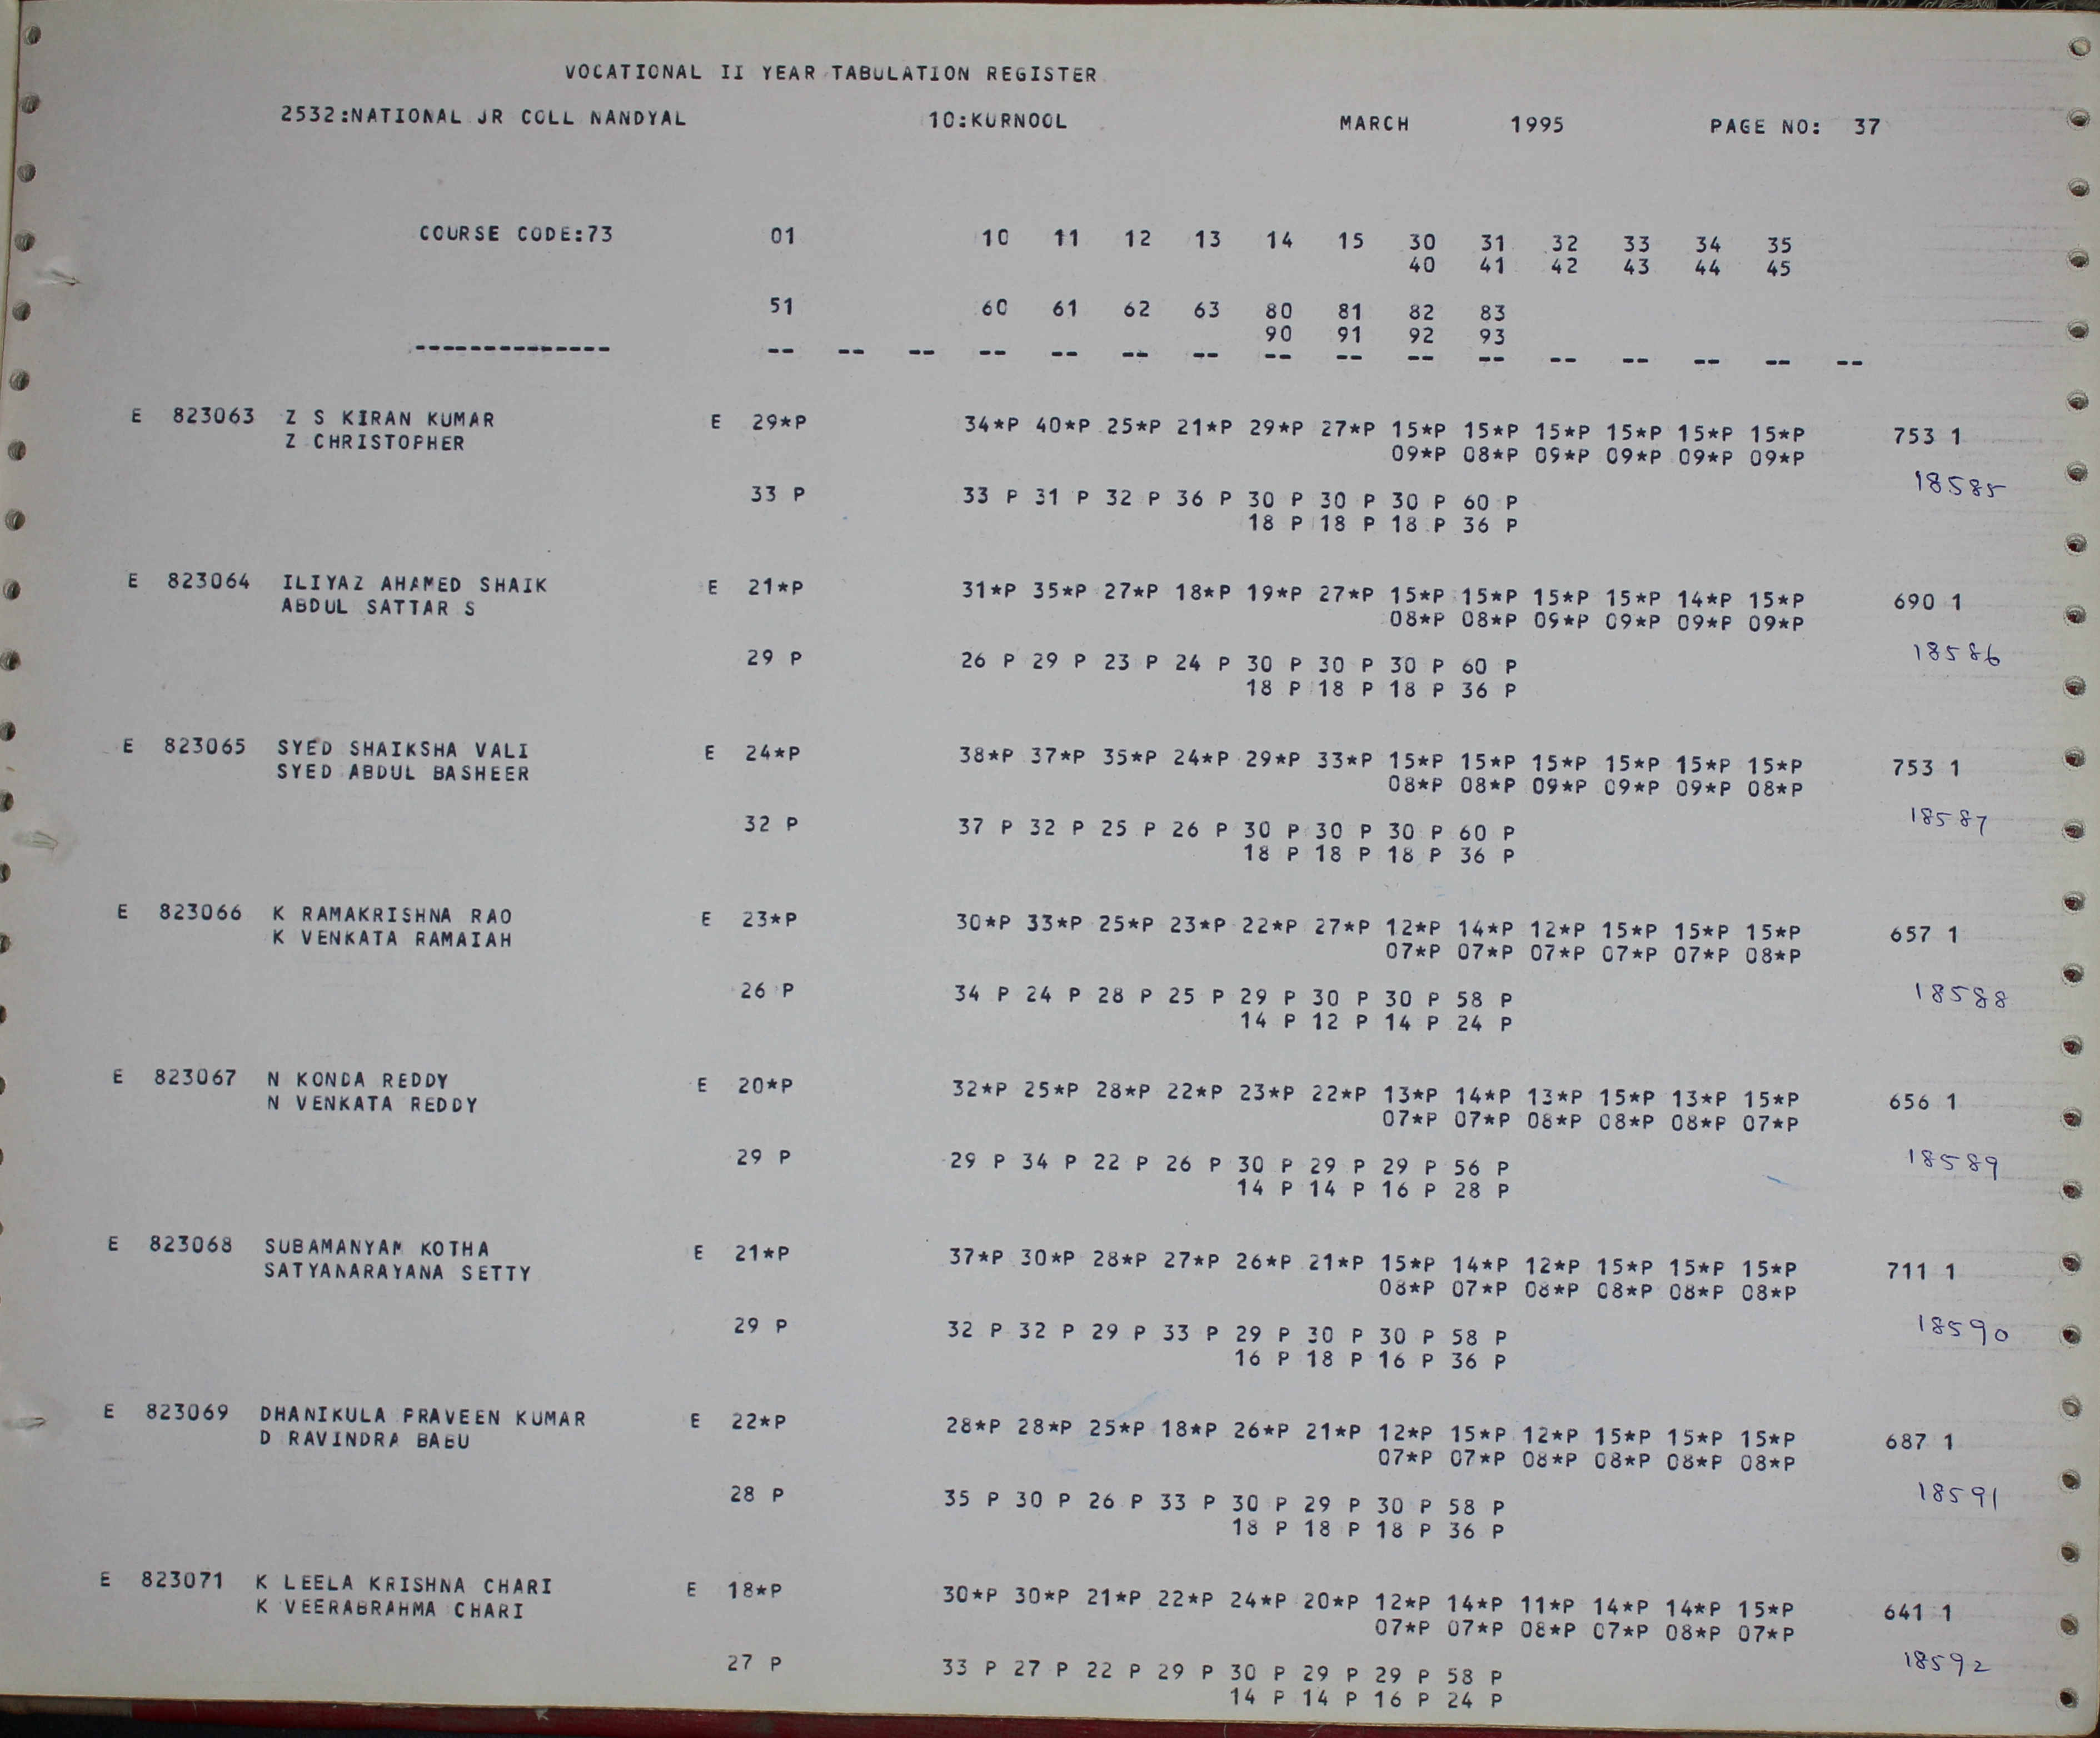 VOCATIONAL II YEAR TABULATION REGISTER
2532:NATIONAL JR COLL NANDYAL 10:KURNOOL MARCH 1995 PAGE NO: 37
COURSE CODE:73 01 10 11 12 13 14 15 30 31 32 33 34 35
40 41 42 43 44 45
51 60 61 62 63 80 81 82 83
90 91 92 93
-------------- -- -- -- -- -- -- -- -- -- -- -- -- -- -- -- --
E 823063 Z S KIRAN KUMAR E 29*P 34*P 40*P 25*P 21*P 29*P 27*P 15*P 15*P 15*P 15*P 15*P 15*P 753 1
Z CHRISTOPHER 09*P 08*P 09*P 09*P 09*P 09*P
18585
33 P 33 P 31 P 32 P 36 P 30 P 30 P 30 P 60 P
18 P 18 P 18 P 36 P
E 823064 ILIYAZ AHAMED SHAIK E 21*P 31*P 35*P 27*P 18*P 19*P 27*P 15*P 15*P 15*P 15*P 14*P 15*P 690 1
ABDUL SATTAR S 08*P 08*P 09*P 09*P 09*P 09*P
18586
29 P 26 P 29 P 23 P 24 P 30 P 30 P 30 P 60 P
18 P 18 P 18 P 36 P
E 823065 SYED SHAIKSHA VALI E 24*P 38*P 37*P 35*P 24*P 29*P 33*P 15*P 15*P 15*P 15*P 15*P 15*P 753 1
SYED ABDUL BASHEER 08*P 08*P 09*P 09*P 09*P 08*P
18587
32 P 37 P 32 P 25 P 26 P 30 P 30 P 30 P 60 P
18 P 18 P 18 P 36 P
E 823066 K RAMAKRISHNA RAO E 23*P 30*P 33*P 25*P 23*P 22*P 27*P 12*P 14*P 12*P 15*P 15*P 15*P 657 1
K VENKATA RAMAIAH 07*P 07*P 07*P 07*P 07*P 08*P
18588
26 P 34 P 24 P 28 P 25 P 29 P 30 P 30 P 58 P
14 P 12 P 14 P 24 P
E 823067 N KONDA REDDY E 20*P 32*P 25*P 28*P 22*P 23*P 22*P 13*P 14*P 13*P 15*P 13*P 15*P 656 1
N VENKATA REDDY 07*P 07*P 08*P 08*P 08*P 07*P
18589
29 P 29 P 34 P 22 P 26 P 30 P 29 P 29 P 56 P
14 P 14 P 16 P 28 P
E 823068 SUBAMANYAM KOTHA E 21*P 37*P 30*P 28*P 27*P 26*P 21*P 15*P 14*P 12*P 15*P 15*P 15*P 711 1
SATYANARAYANA SETTY 08*P 07*P 08*P 08*P 08*P 08*P
18590
29 P 32 P 32 P 29 P 33 P 29 P 30 P 30 P 58 P
16 P 18 P 16 P 36 P
E 823069 DHANIKULA PRAVEEN KUMAR E 22*P 28*P 28*P 25*P 18*P 26*P 21*P 12*P 15*P 12*P 15*P 15*P 15*P 687 1
D RAVINDRA BABU 07*P 07*P 08*P 08*P 08*P 08*P
18591
28 P 35 P 30 P 26 P 33 P 30 P 29 P 30 P 58 P
18 P 18 P 18 P 36 P
E 823071 K LEELA KRISHNA CHARI E 18*P 30*P 30*P 21*P 22*P 24*P 20*P 12*P 14*P 11*P 14*P 14*P 15*P 641 1
K VEERABRAHMA CHARI 07*P 07*P 08*P 07*P 08*P 07*P
18592
27 P 33 P 27 P 22 P 29 P 30 P 29 P 29 P 58 P
14 P 14 P 16 P 24 P